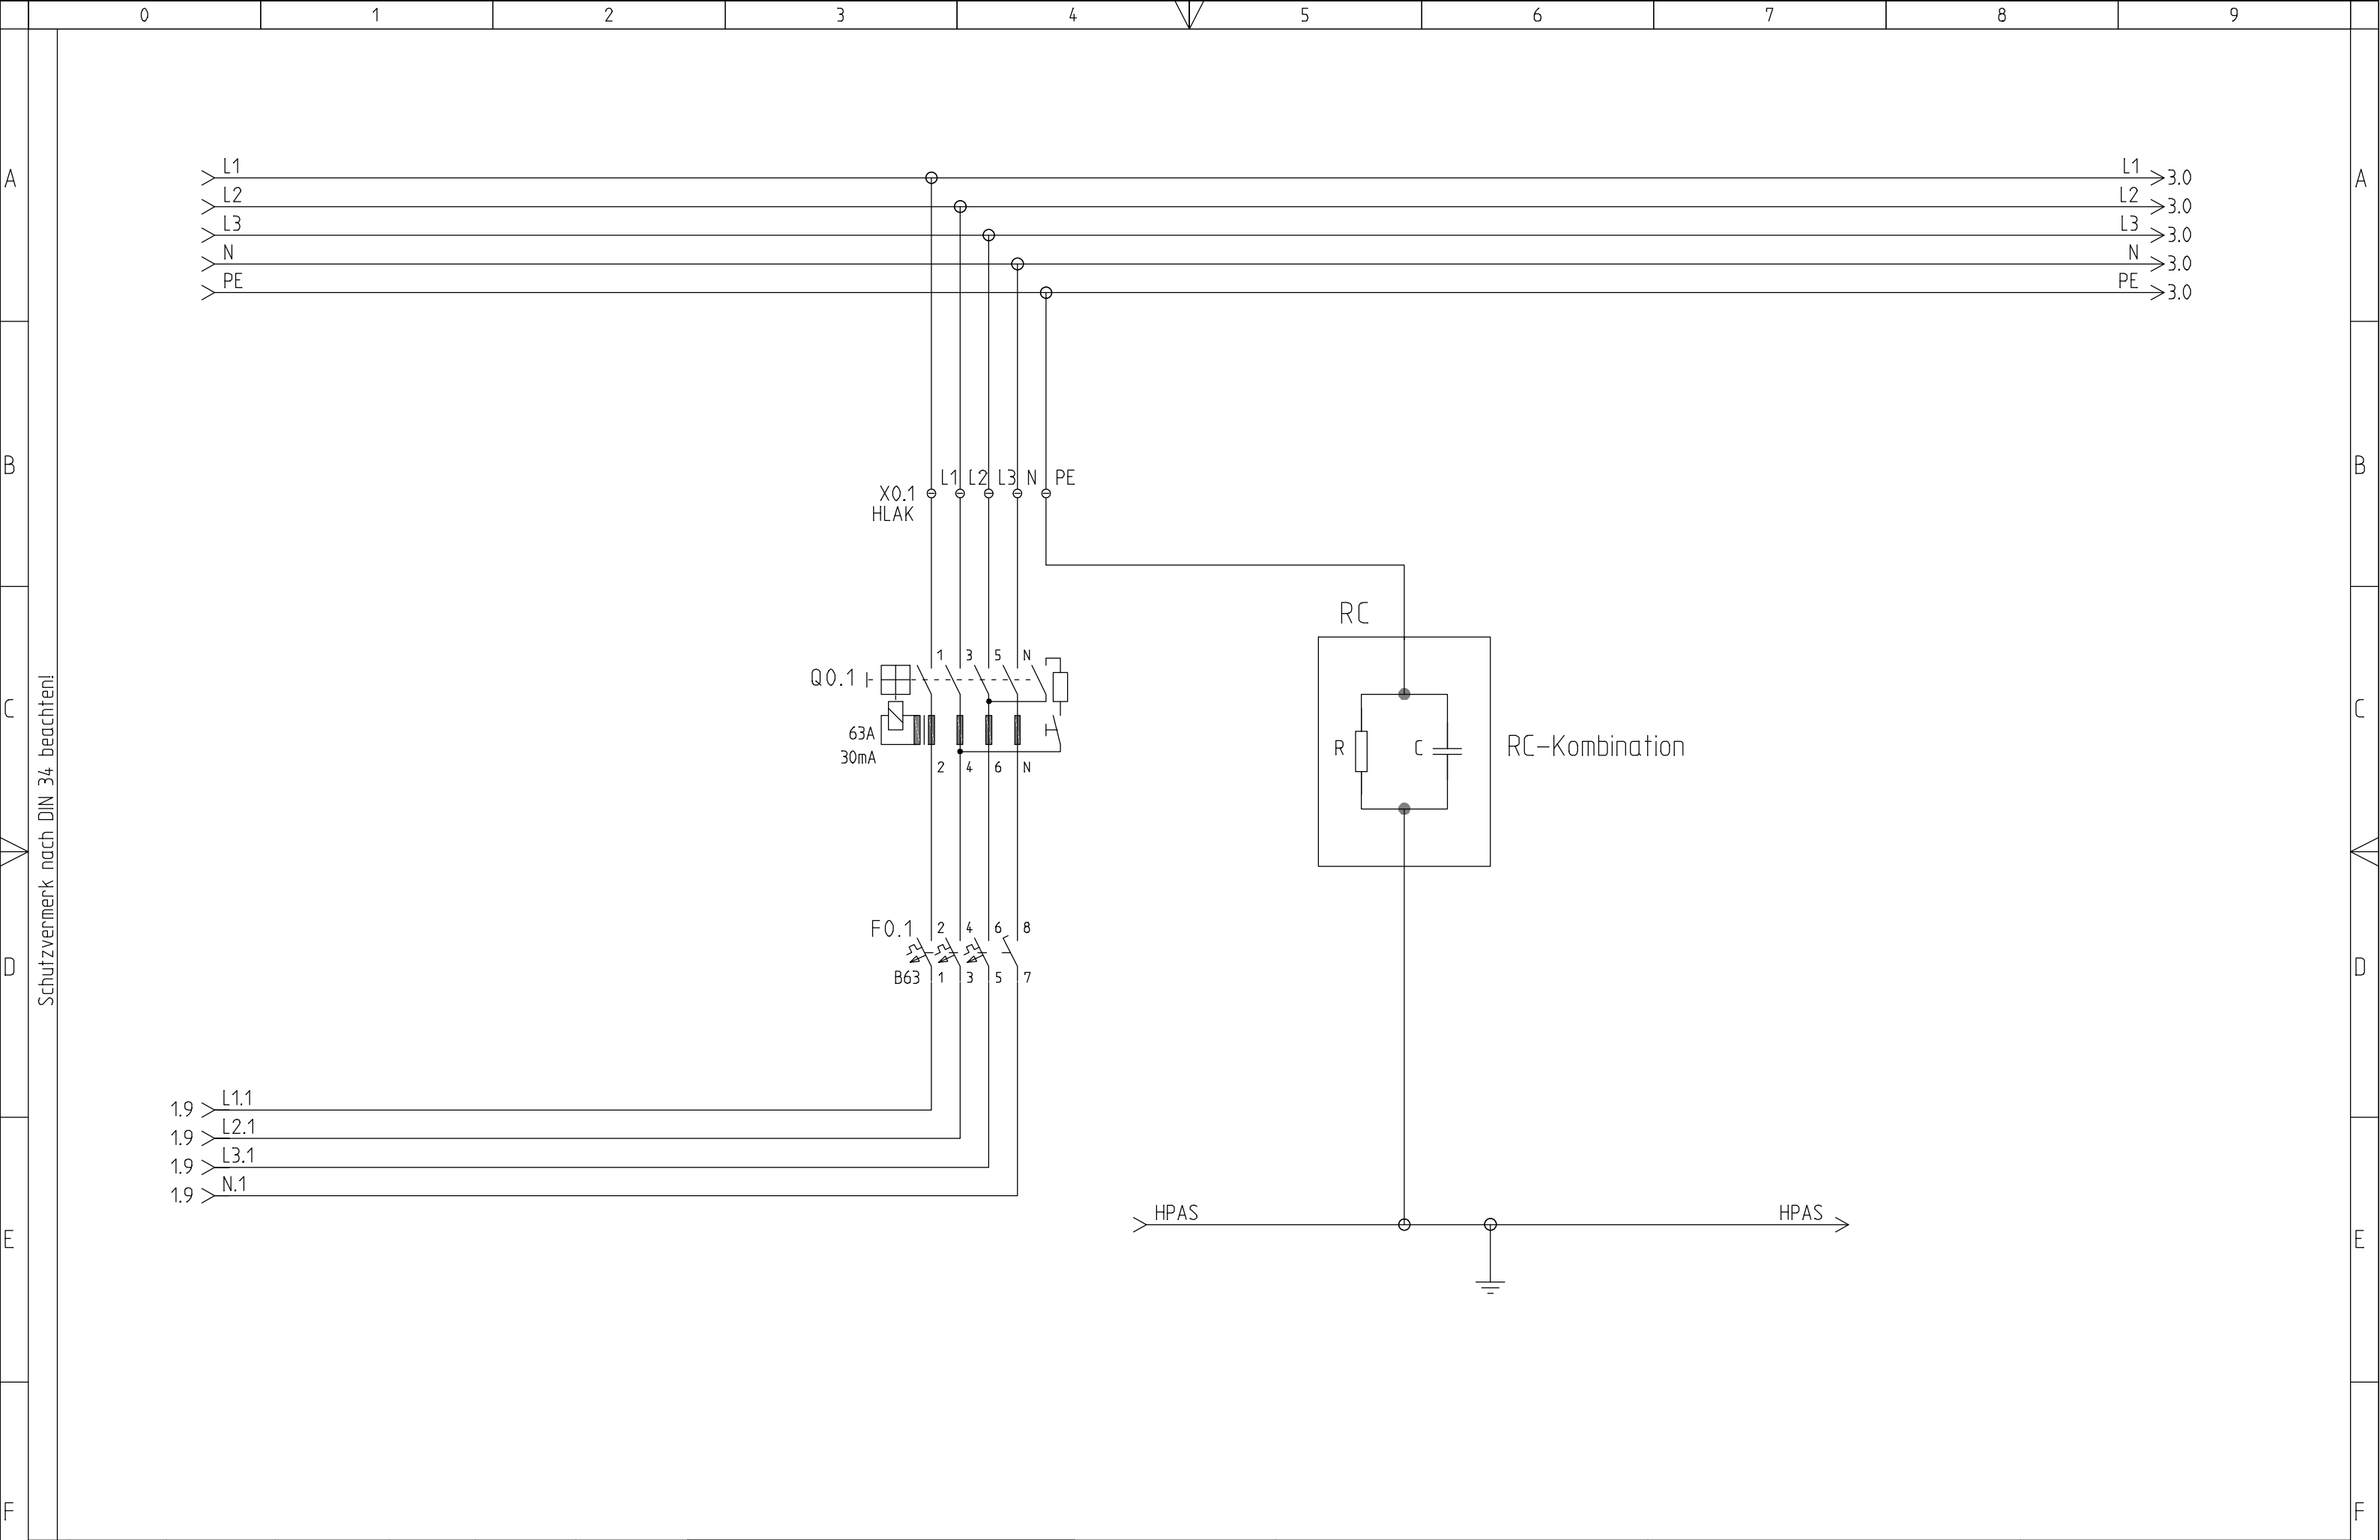 0 1 2 3 4 5 6 7 8 9
A A
L1 L1 3.0
L2 L2 3.0
L3 L3 3.0
N N 3.0
PE PE 3.0
B B
L1 L2 L3 N PE
X0.1
HLAK
RC
1 3 5 N
Q0.1
C C
63A
R C RC-Kombination
30mA
2 4 6 N
Schutzvermerk nach DIN 34 beachten!
F0.1 2 4 6 8
D D
B63 1 3 5 7
L1.1
1.9
L2.1
1.9
L3.1
1.9
N.1
1.9
HPAS HPAS
E E
F F